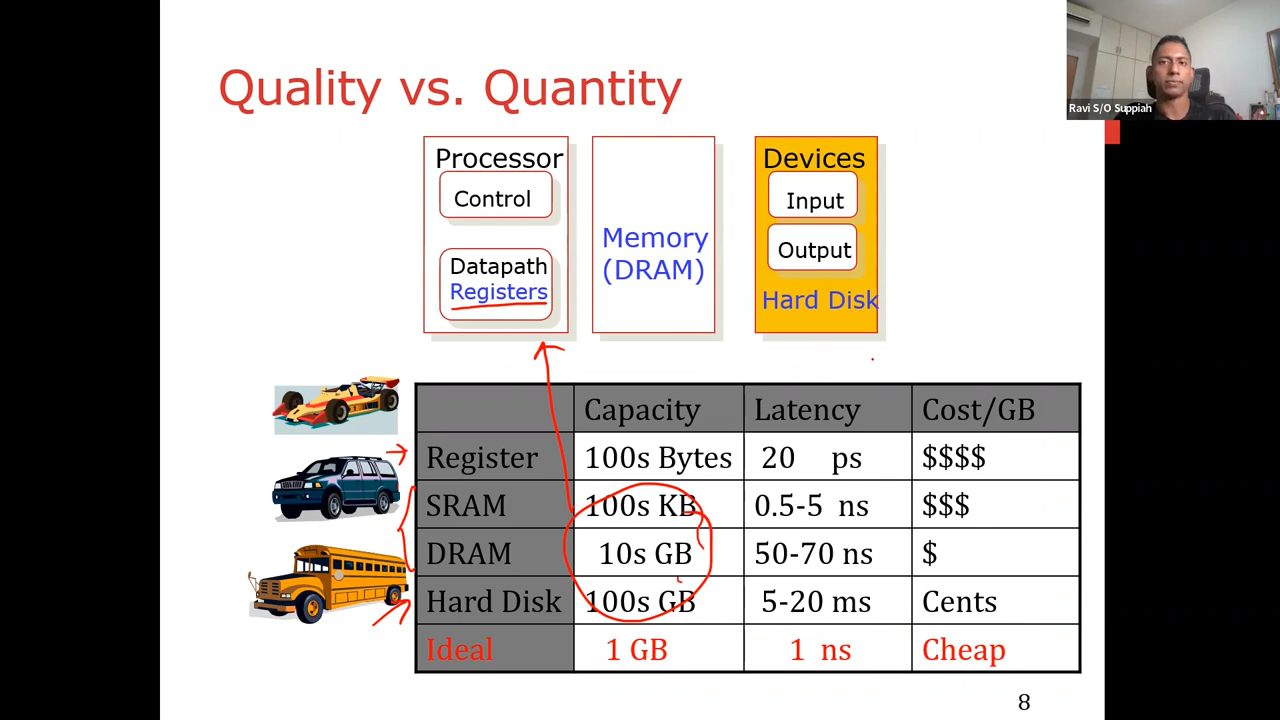 Quality vs. Quantity
Ravi S/O Suppiah
Processor
Control
Datapath
Registers
Memory
(DRAM)
Devices
Input
Output
Hard Disk
Capacity Latency Cost/GB
Register 100s Bytes 20 ps $$$$
SRAM 100s KB 0.5-5 ns $$$
DRAM 10s GB 50-70 ns $
Hard Disk 100s GB 5-20 ms Cents
Ideal 1 GB 1 ns Cheap
8